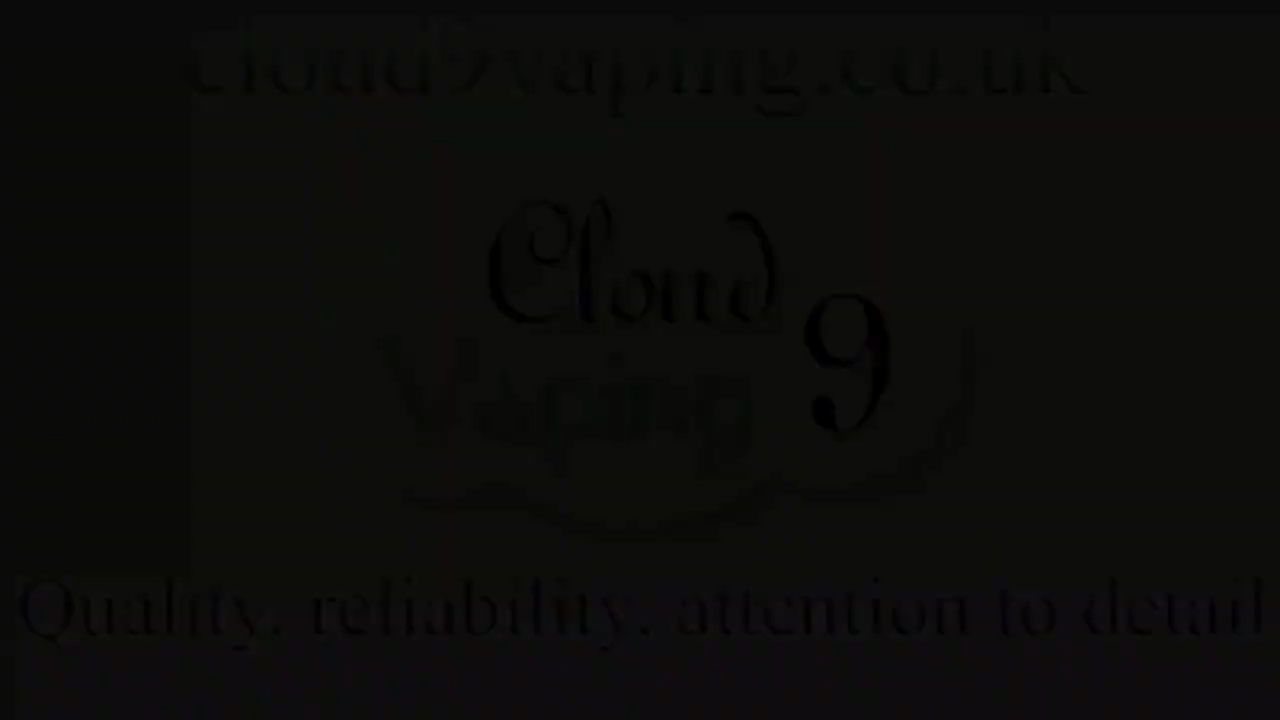 cloud9vaping.co.uk
Cloud
9
Vaping
Quality, reliability, attention to detail